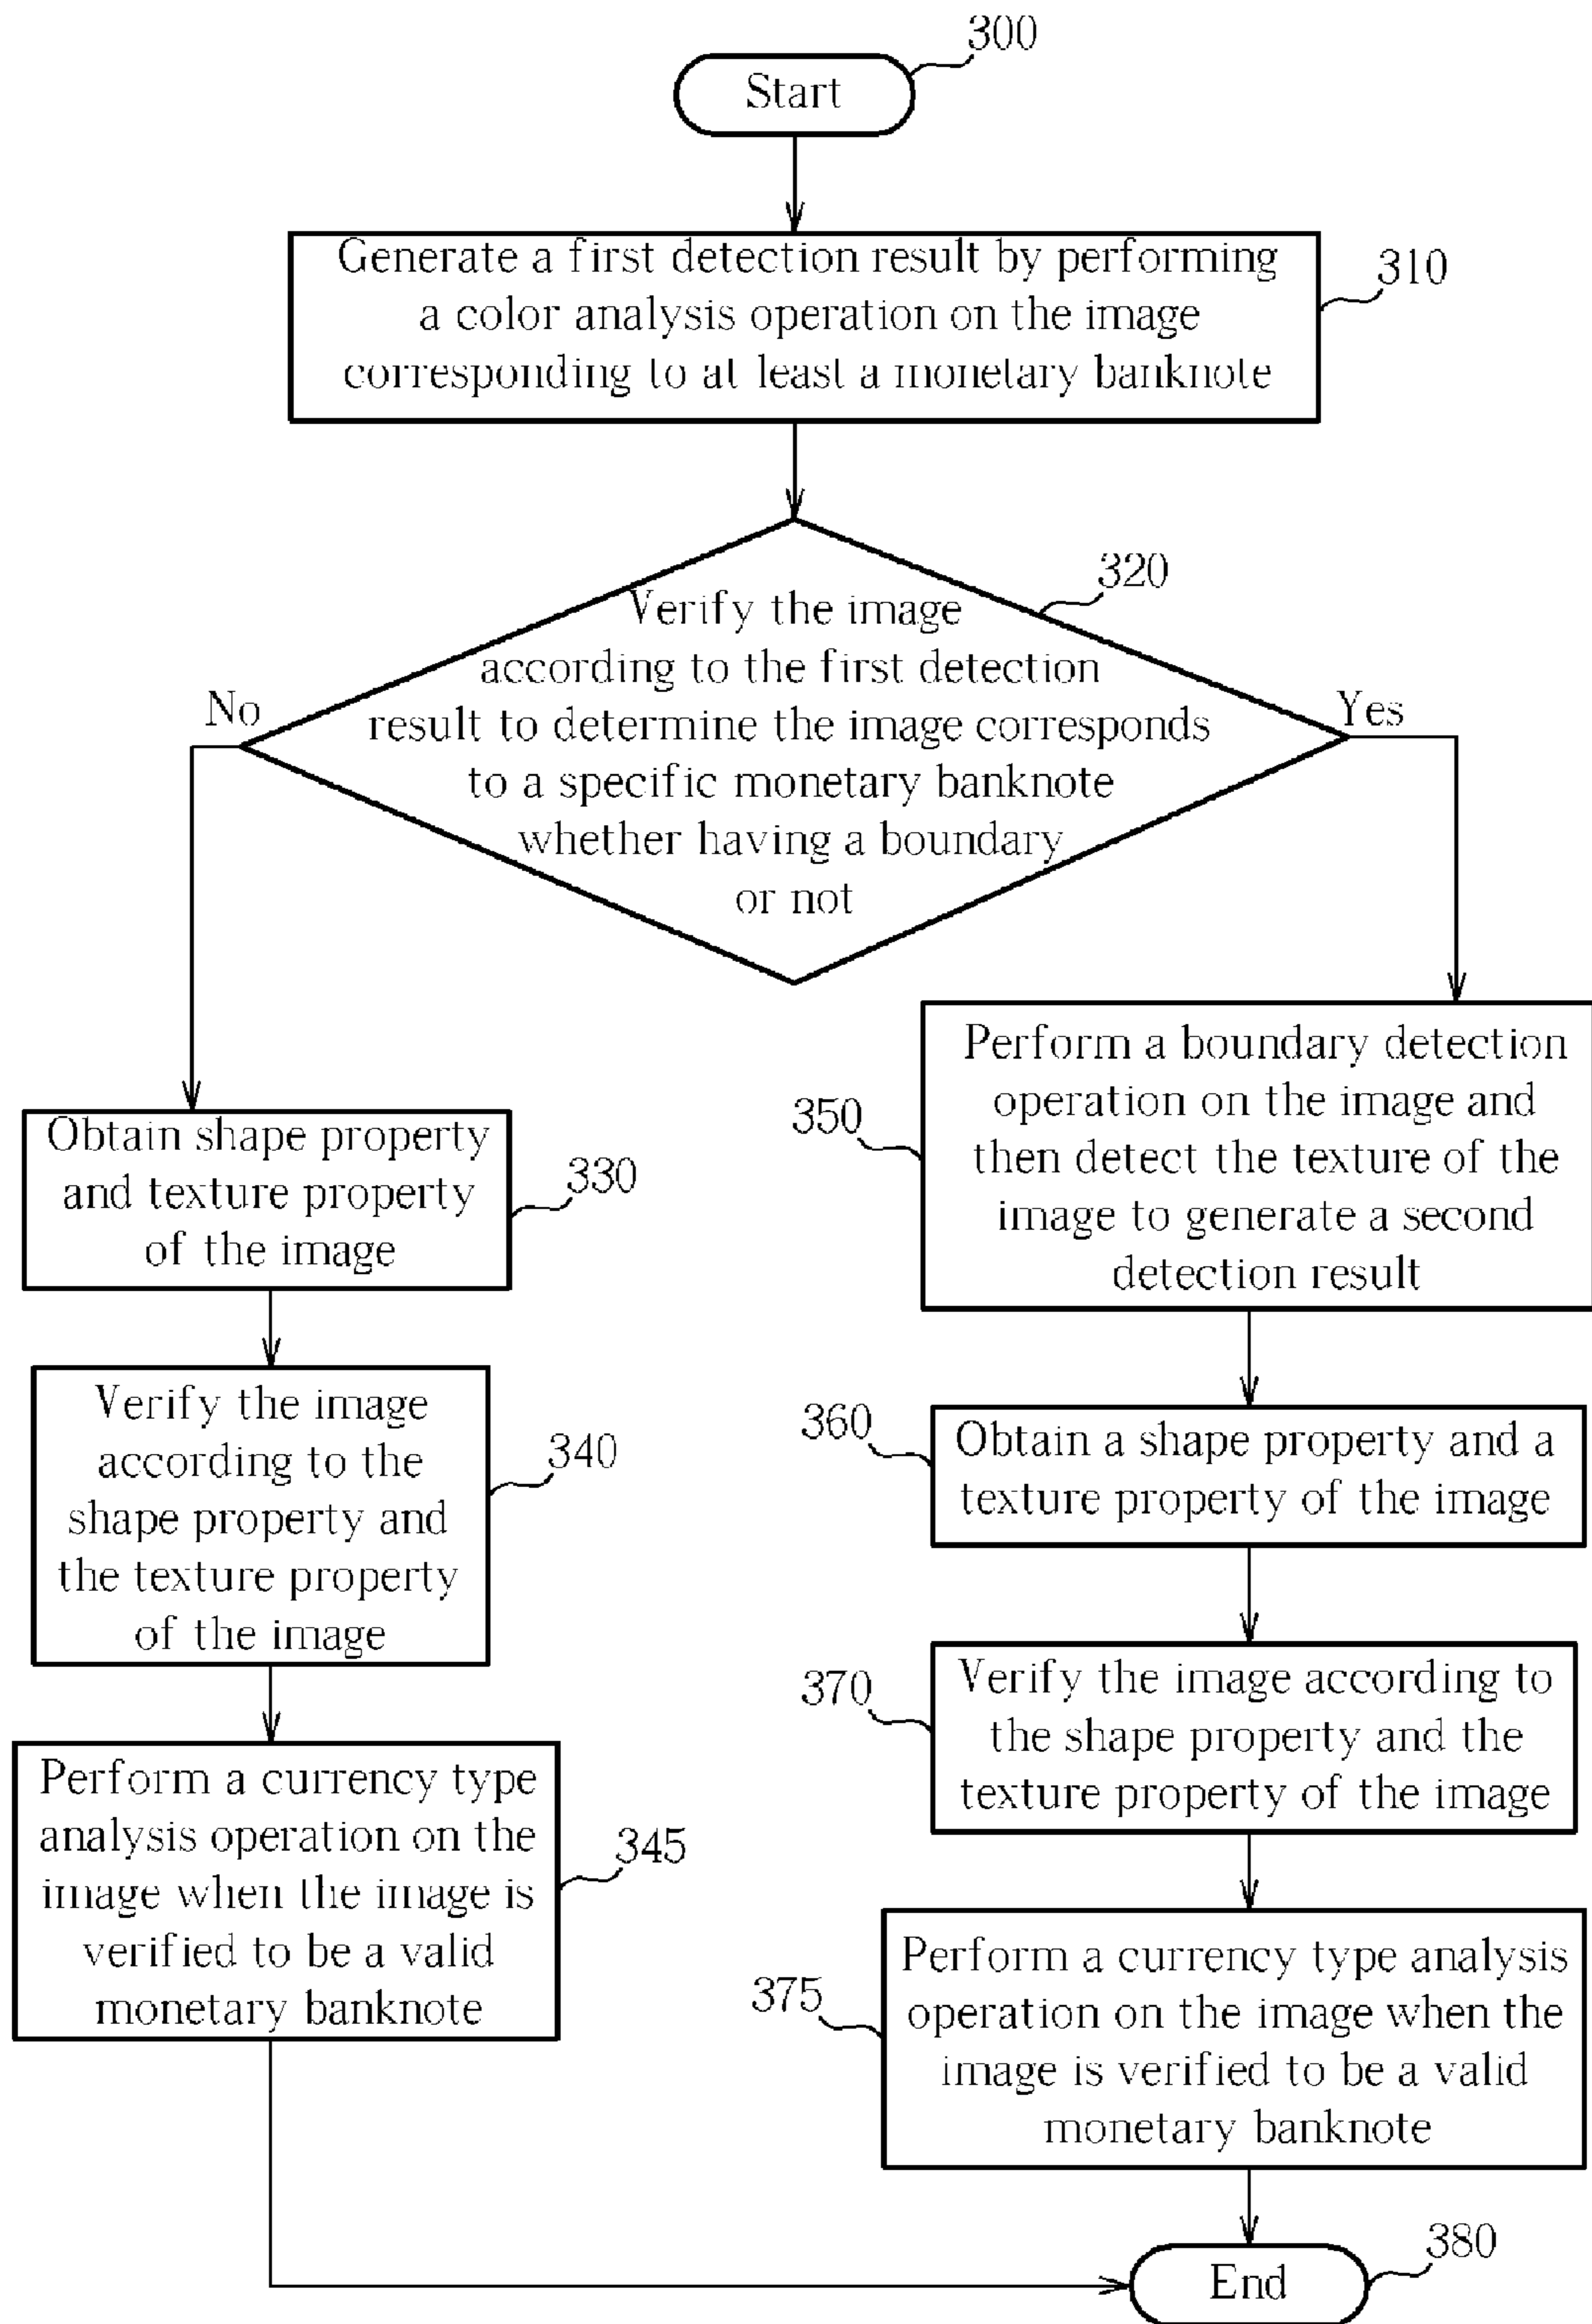 300
Start
Generate a first detection result by performing
a color analysis operation on the image
corresponding to at least a monetary banknote
310
320
Verify the image
according to the first detection
result to determine the image corresponds
to a specific monetary banknote
whether having a boundary
or not
No
Yes
Obtain shape property
and texture property
of the image
330
Verify the image
according to the
shape property and
the texture property
of the image
340
Perform a currency type
analysis operation on the
image when the image is
verified to be a valid
monetary banknote
345
350
Perform a boundary detection
operation on the image and
then detect the texture of the
image to generate a second
detection result
360
Obtain a shape property and a
texture property of the image
370
Verify the image according to
the shape property and the
texture property of the image
375
Perform a currency type analysis
operation on the image when the
image is verified to be a valid
monetary banknote
End
380